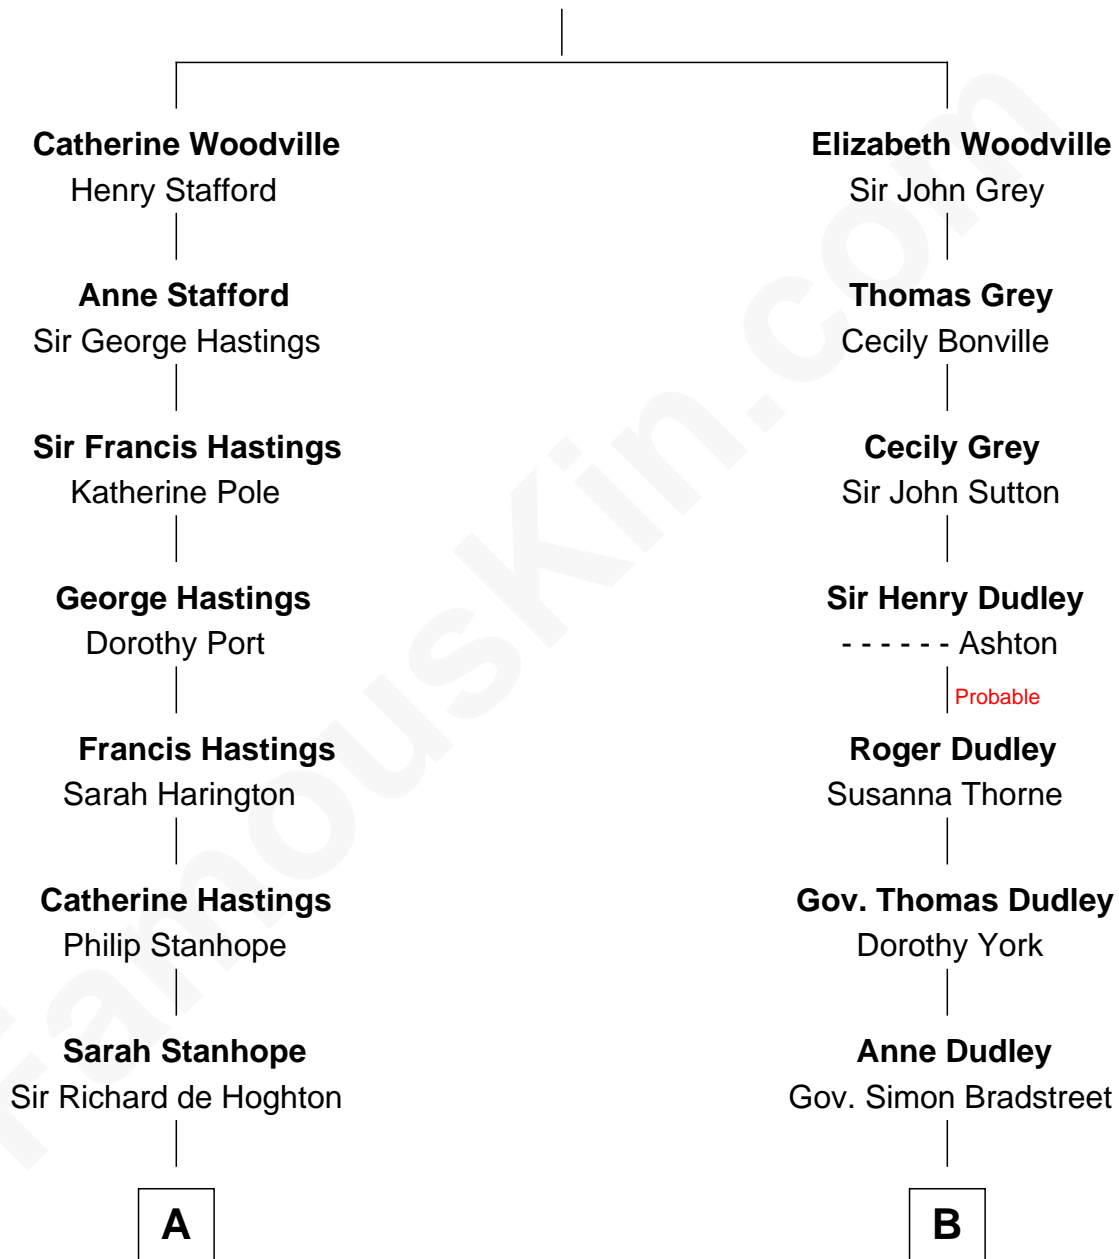 Catherine Woodville
Henry Stafford
Anne Stafford
Sir George Hastings
Sir Francis Hastings
Katherine Pole
George Hastings
Dorothy Port
Francis Hastings
Sarah Harington
Catherine Hastings
Philip Stanhope
Sarah Stanhope
Sir Richard de Hoghton
A
Elizabeth Woodville
Sir John Grey
Thomas Grey
Cecily Bonville
Cecily Grey
Sir John Sutton
Sir Henry Dudley
- - - - - - Ashton
Probable
Roger Dudley
Susanna Thorne
Gov. Thomas Dudley
Dorothy York
Anne Dudley
Gov. Simon Bradstreet
B
FamousKin.com